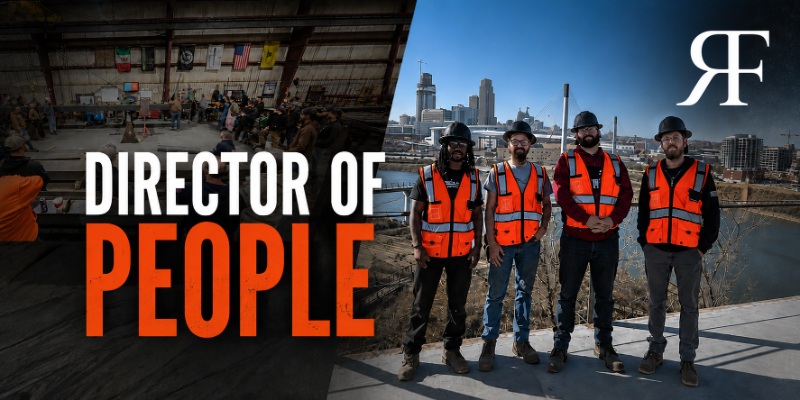 DIRECTOR OF
PEOPLE
RF